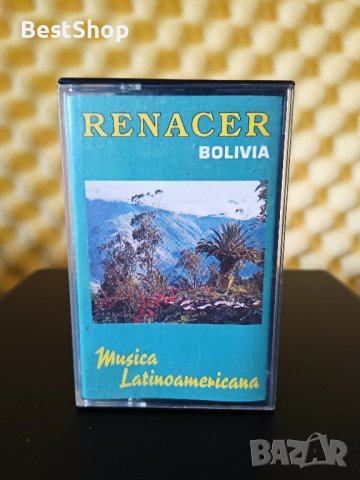 BestShop
RENACER
BOLIVIA
Musica
Latinoamericana
BAZAR